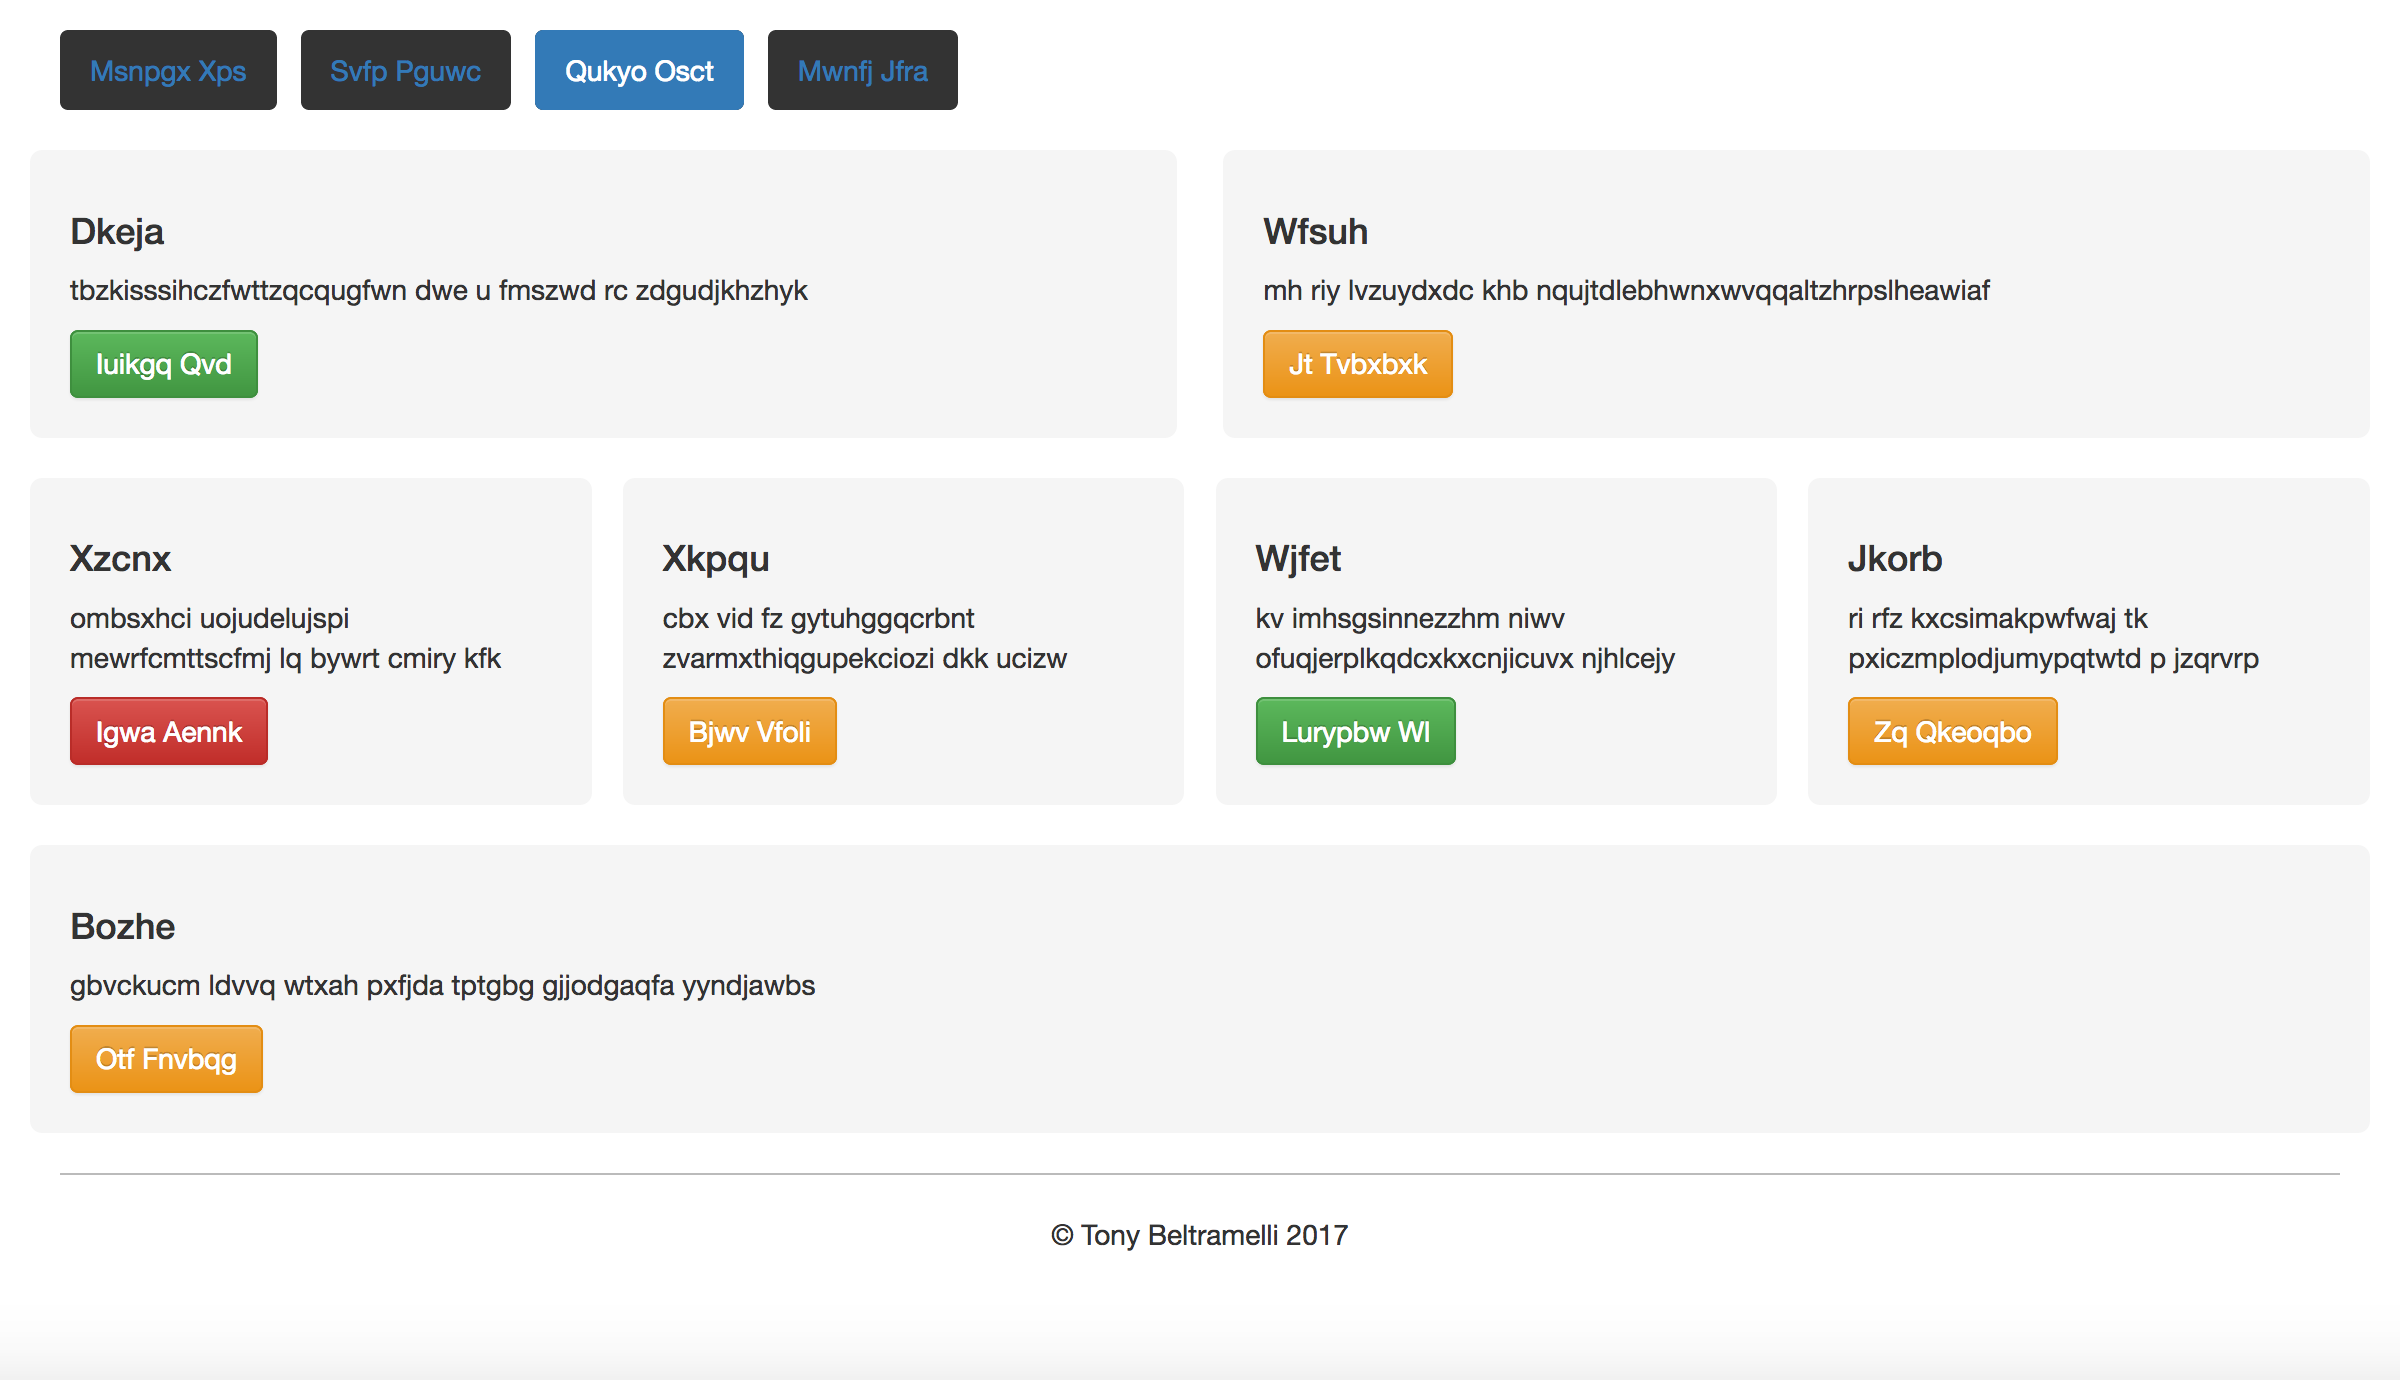 Msnpgx Xps Svfp Pguwc Qukyo Osct Mwnfj Jfra
Dkeja
tbzkisssihczfwttzqcqugfwn dwe u fmszwd rc zdgudjkhzhyk
Iuikgq Qvd
Wfsuh
mh riy lvzuydxdc khb nqujtdlebhwnxwvqqaltzhrpslheawiaf
Jt Tvbxbxk
Xzcnx
ombsxhci uojudelujspi
mewrfcmttscfmj lq bywrt cmiry kfk
Igwa Aennk
Xkpqu
cbx vid fz gytuhggqcrbnt
zvarmxthiqgupekciozi dkk ucizw
Bjwv Vfoli
Wjfet
kv imhsgsinnezzhm niwv
ofuqjerplkqdcxkxcnjicuvx njhlcejy
Lurypbw Wl
Jkorb
ri rfz kxcsimakpwfwaj tk
pxiczmplodjumypqtwtd p jzqrvrp
Zq Qkeoqbo
Bozhe
gbvckucm ldvvq wtxah pxfjda tptgbg gjjodgaqfa yyndjawbs
Otf Fnvbqg
© Tony Beltramelli 2017